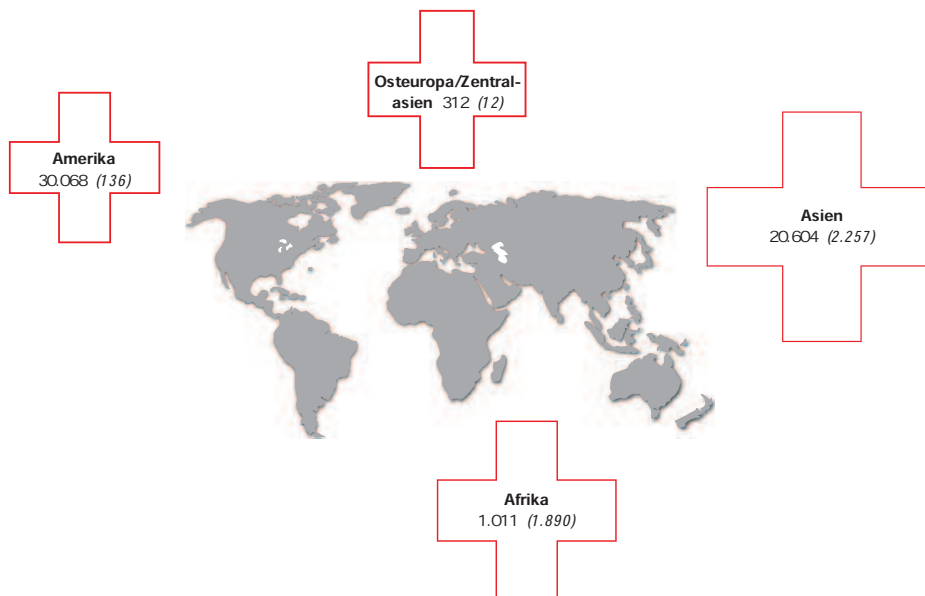 Osteuropa/Zentral-
asien 312 (12)
Amerika
30.068 (136)
Asien
20.604 (2.257)
Afrika
1.011 (1.890)